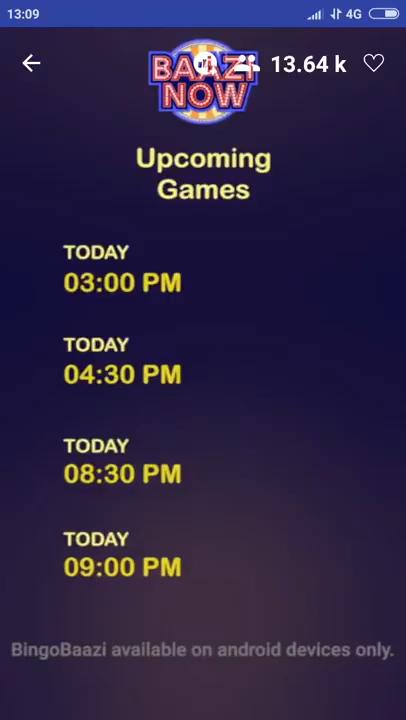 13:09 4G
BAAZI
NOW
13.64 k
Upcoming
Games
TODAY
03:00 PM
TODAY
04:30 PM
TODAY
08:30 PM
TODAY
09:00 PM
BingoBaazi available on android devices only.